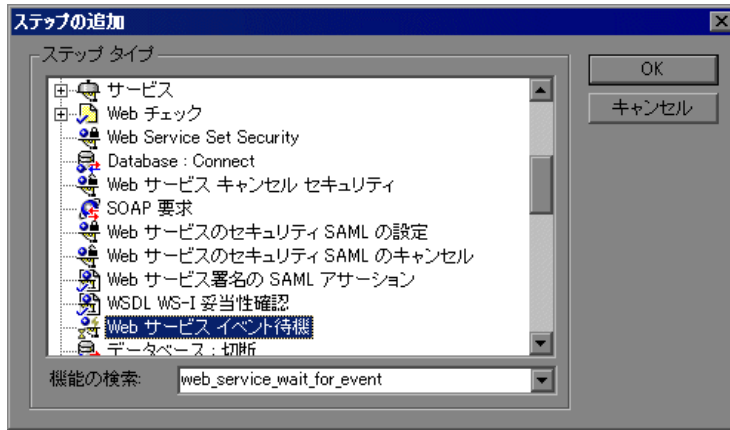 ステップの追加
ステップ タイプ
サービス
Web チェック
Web Service Set Security
Database : Connect
Web サービス キャンセル セキュリティ
SOAP 要求
Web サービスのセキュリティ SAML の設定
Web サービスのセキュリティ SAML のキャンセル
Web サービス署名の SAML アサーション
WSDL WS-I 妥当性確認
Web サービス イベント待機
データベース : 切断
機能の検索:
web_service_wait_for_event
OK
キャンセル